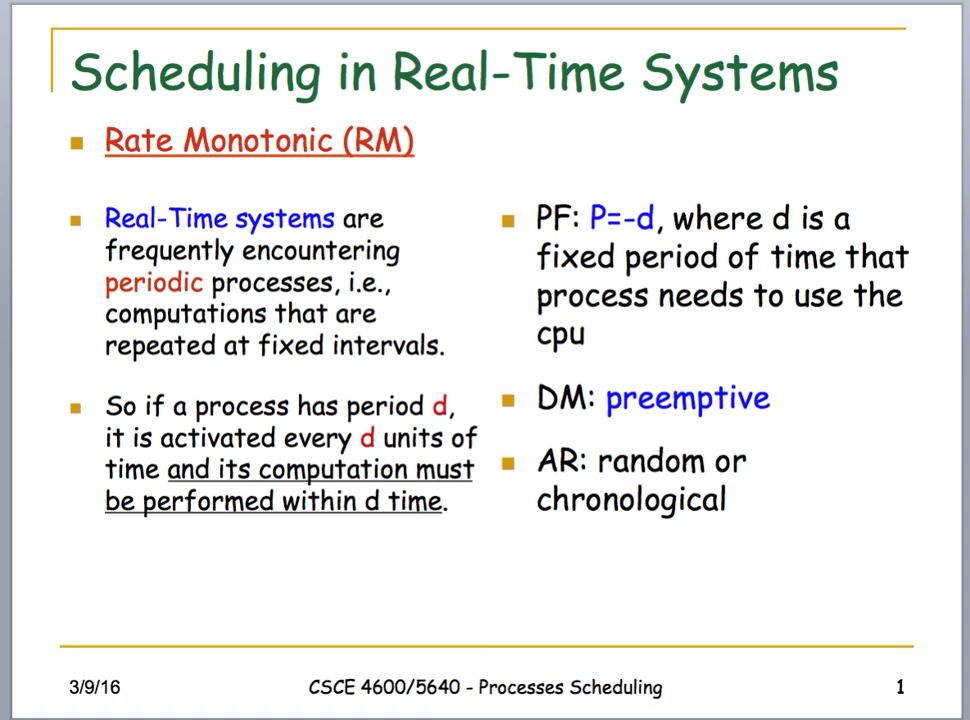 Scheduling in Real-Time Systems
Rate Monotonic (RM)
Real-Time systems are
frequently encountering
periodic processes, i.e.,
computations that are
repeated at fixed intervals.
So if a process has period d,
it is activated every d units of
time and its computation must
be performed within d time.
PF: P=-d, where d is a
fixed period of time that
process needs to use the
cpu
DM: preemptive
AR: random or
chronological
3/9/16
CSCE 4600/5640 - Processes Scheduling
1